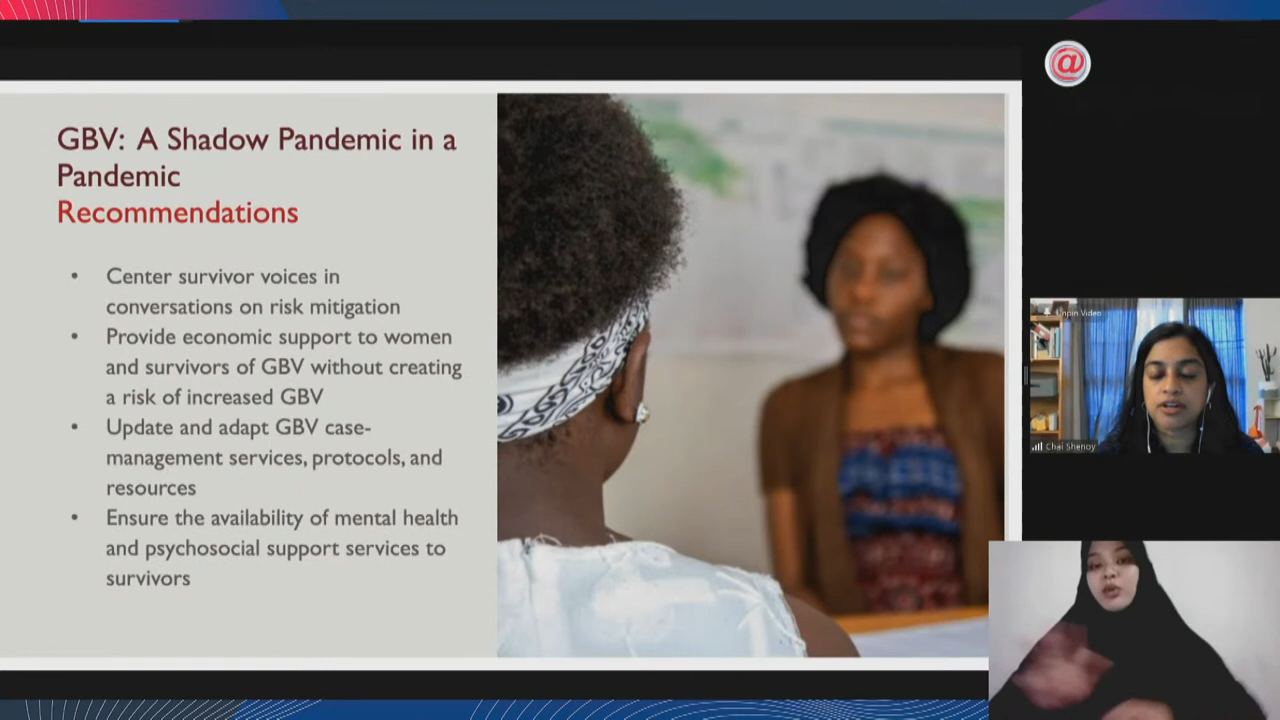 GBV: A Shadow Pandemic in a
Pandemic
Recommendations
• Center survivor voices in
conversations on risk mitigation
• Provide economic support to women
and survivors of GBV without creating
a risk of increased GBV
• Update and adapt GBV case-
management services, protocols, and
resources
• Ensure the availability of mental health
and psychosocial support services to
survivors
@
Unpin Video
Chai Shenoy